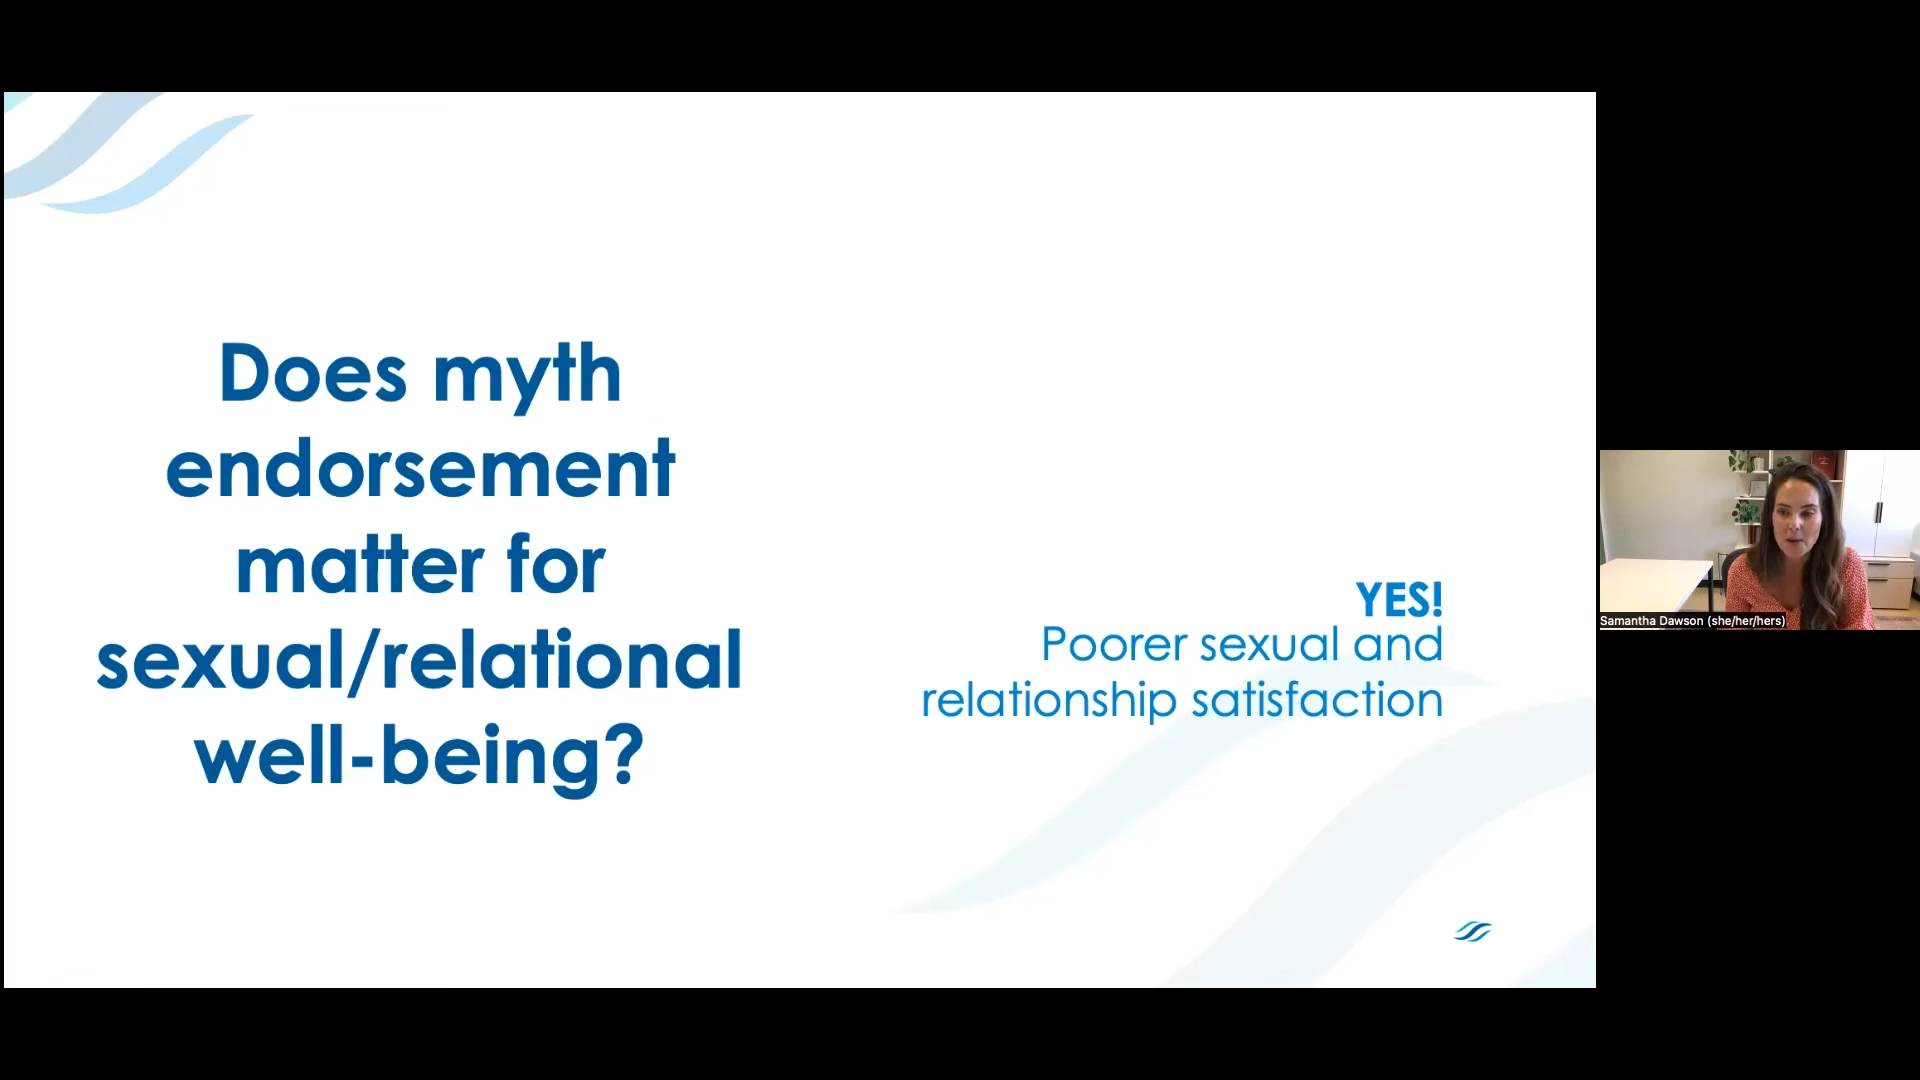 Does myth
endorsement
matter for
sexual/relational
well-being?
YES!
Poorer sexual and
relationship satisfaction
Samantha Dawson (she/her/hers)